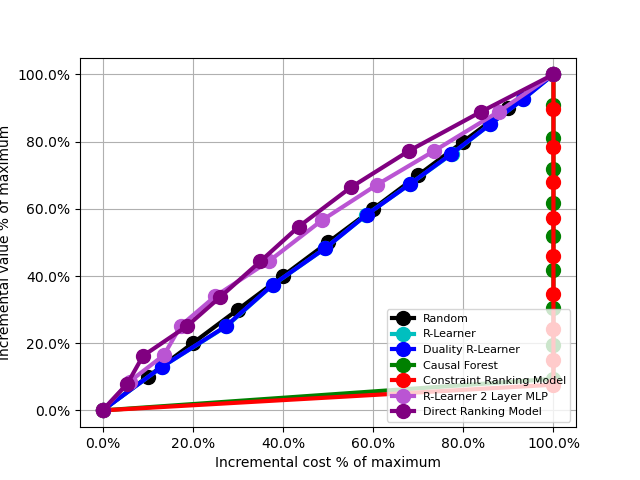 100.0%
80.0%
60.0%
40.0%
20.0%
0.0%
Incremental value % of maximum
Random
R-Learner
Duality R-Learner
Causal Forest
Constraint Ranking Model
R-Learner 2 Layer MLP
Direct Ranking Model
0.0% 20.0% 40.0% 60.0% 80.0% 100.0%
Incremental cost % of maximum